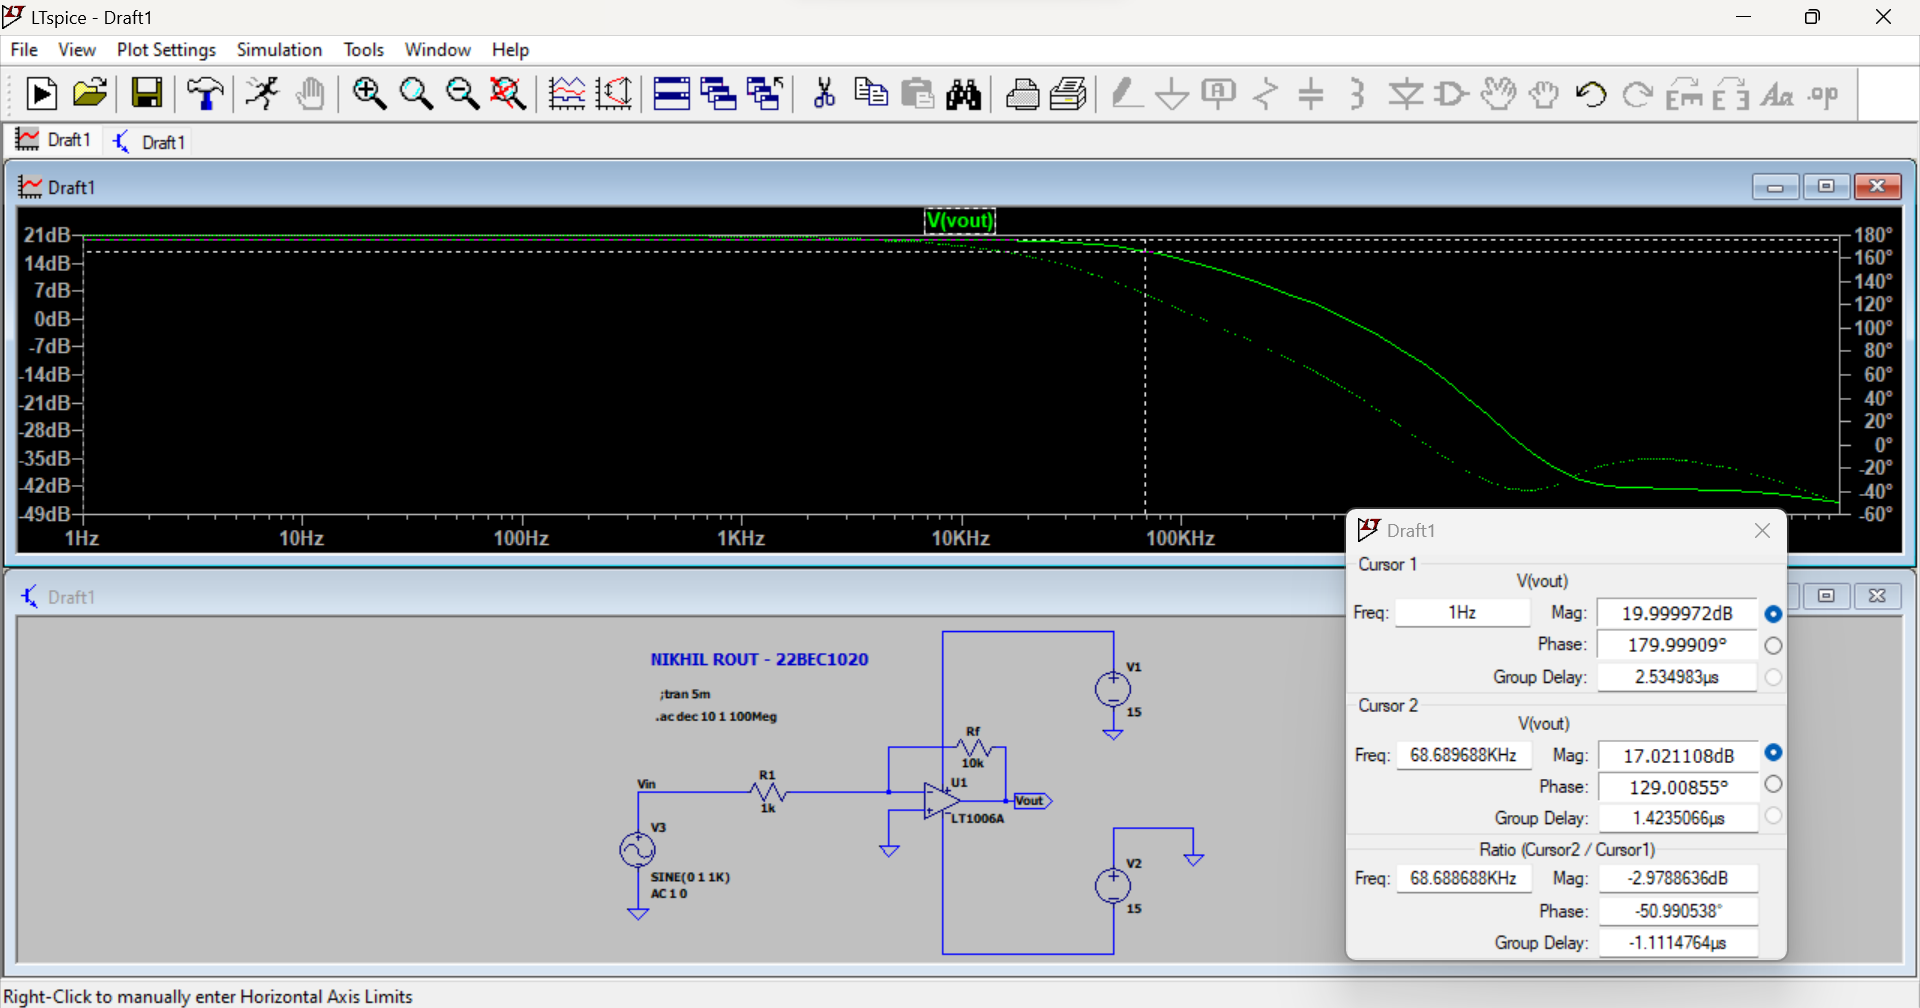 LTspice - Draft1
File View Plot Settings Simulation Tools Window Help
Draft1 Draft1
Draft1
V(vout)
21dB
14dB
7dB
0dB
-7dB
-14dB
-21dB
-28dB
-35dB
-42dB
-49dB
180°
160°
140°
120°
100°
80°
60°
40°
20°
0°
-20°
-40°
-60°
1Hz 10Hz 100Hz 1KHz 10KHz 100KHz
Draft1
NIKHIL ROUT - 22BEC1020
;tran 5m
.ac dec 10 1 100Meg
V1
15
Rf
10k
R1
1k
Vin
U1
Vout
LT1006A
V3
SINE(0 1 1K)
AC 1 0
V2
15
Draft1
Cursor 1
V(vout)
Freq: 1Hz Mag: 19.999972dB
Phase: 179.99909°
Group Delay: 2.534983µs
Cursor 2
V(vout)
Freq: 68.689688KHz Mag: 17.021108dB
Phase: 129.00855°
Group Delay: 1.4235066µs
Ratio (Cursor2 / Cursor1)
Freq: 68.688688KHz Mag: -2.9788636dB
Phase: -50.990538°
Group Delay: -1.1114764µs
Right-Click to manually enter Horizontal Axis Limits